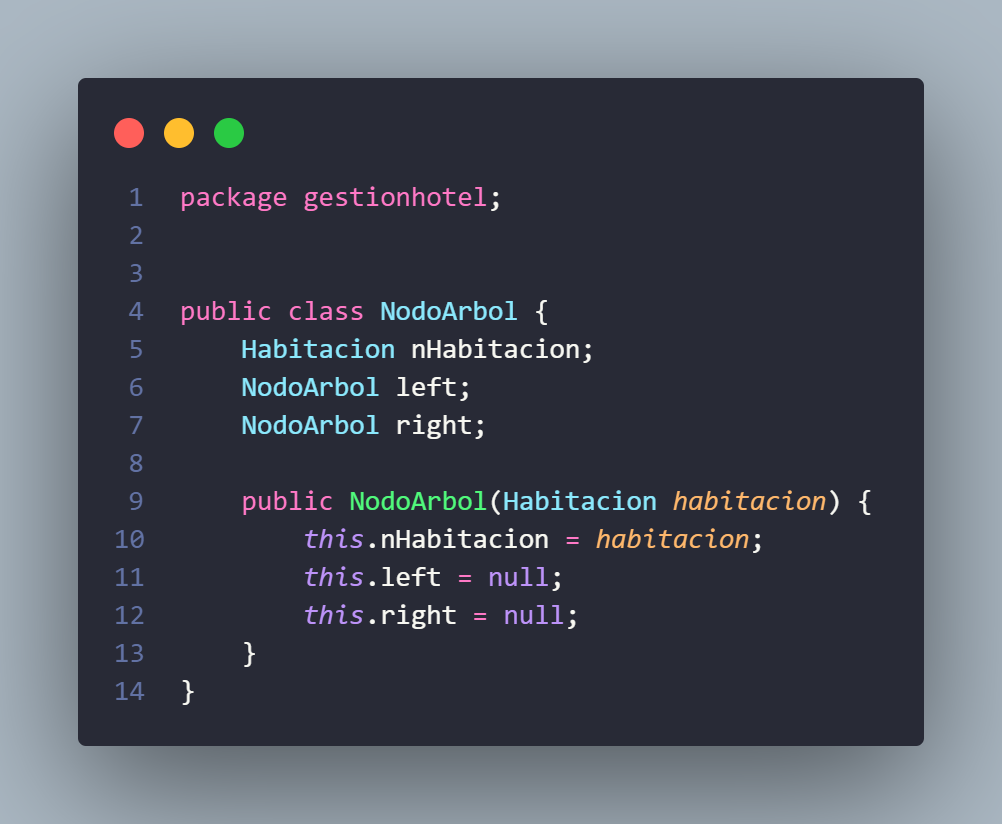 1 package gestionhotel;
2
3
4 public class NodoArbol {
5     Habitacion nHabitacion;
6     NodoArbol left;
7     NodoArbol right;
8
9     public NodoArbol(Habitacion habitacion) {
10         this.nHabitacion = habitacion;
11         this.left = null;
12         this.right = null;
13     }
14 }